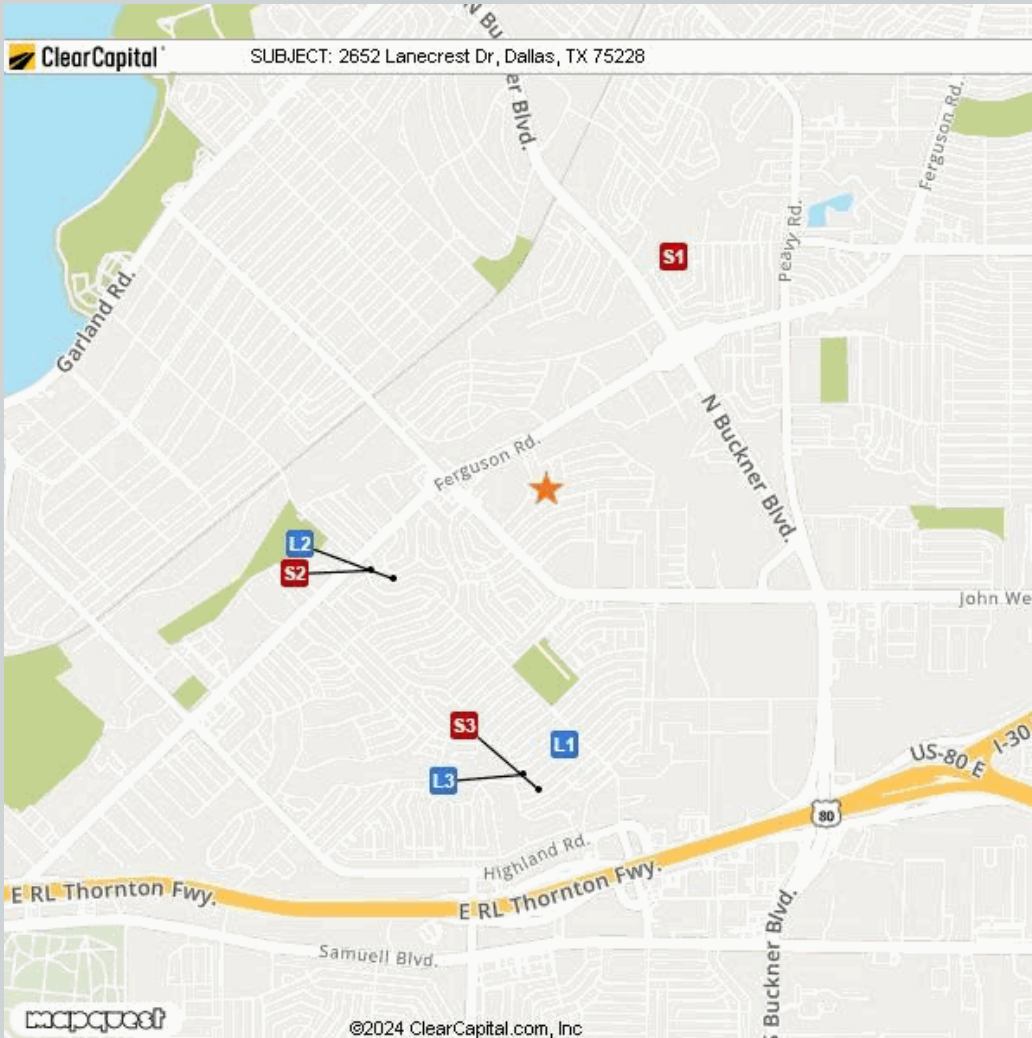 N Bu
ClearCapital
SUBJECT: 2652 Lanecrest Dr, Dallas, TX 75228
er Blvd.
Ferguson Rd.
Peavy Rd.
S1
Garland Rd.
N Buckner Blvd.
Ferguson Rd.
L2
S2
John We
S3
L1
L3
US-80 E
I-30
80
Highland Rd.
E RL Thornton Fwy.
E RL Thornton Fwy.
S Buckner Blvd.
Samuell Blvd.
mapquest
©2024 ClearCapital.com, Inc